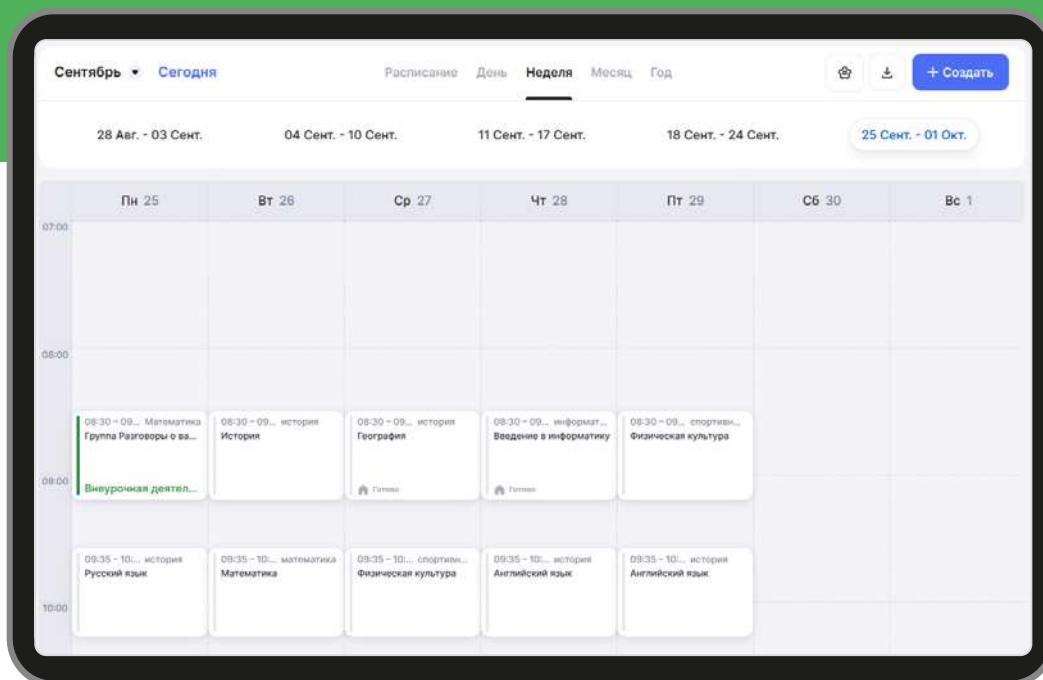 Сентябрь Сегодня Расписание День Неделя Месяц Год + Создать
28 Авг. - 03 Сент. 04 Сент. - 10 Сент. 11 Сент. - 17 Сент. 18 Сент. - 24 Сент. 25 Сент. - 01 Окт.
Пн 25 Вт 26 Ср 27 Чт 28 Пт 29 Сб 30 Вс 1
07:00
08:00
08:30 – 09... Математика 08:30 – 09... история 08:30 – 09... история 08:30 – 09... информат... 08:30 – 09... спортивн...
Группа Разговоры о ва... История География Введение в информатику Физическая культура
09:00
Внеурочная деятел... Готово Готово
09:35 – 10:... история 09:35 – 10:... математика 09:35 – 10:... спортивн... 09:35 – 10:... история 09:35 – 10:... история
Русский язык Математика Физическая культура Английский язык Английский язык
10:00